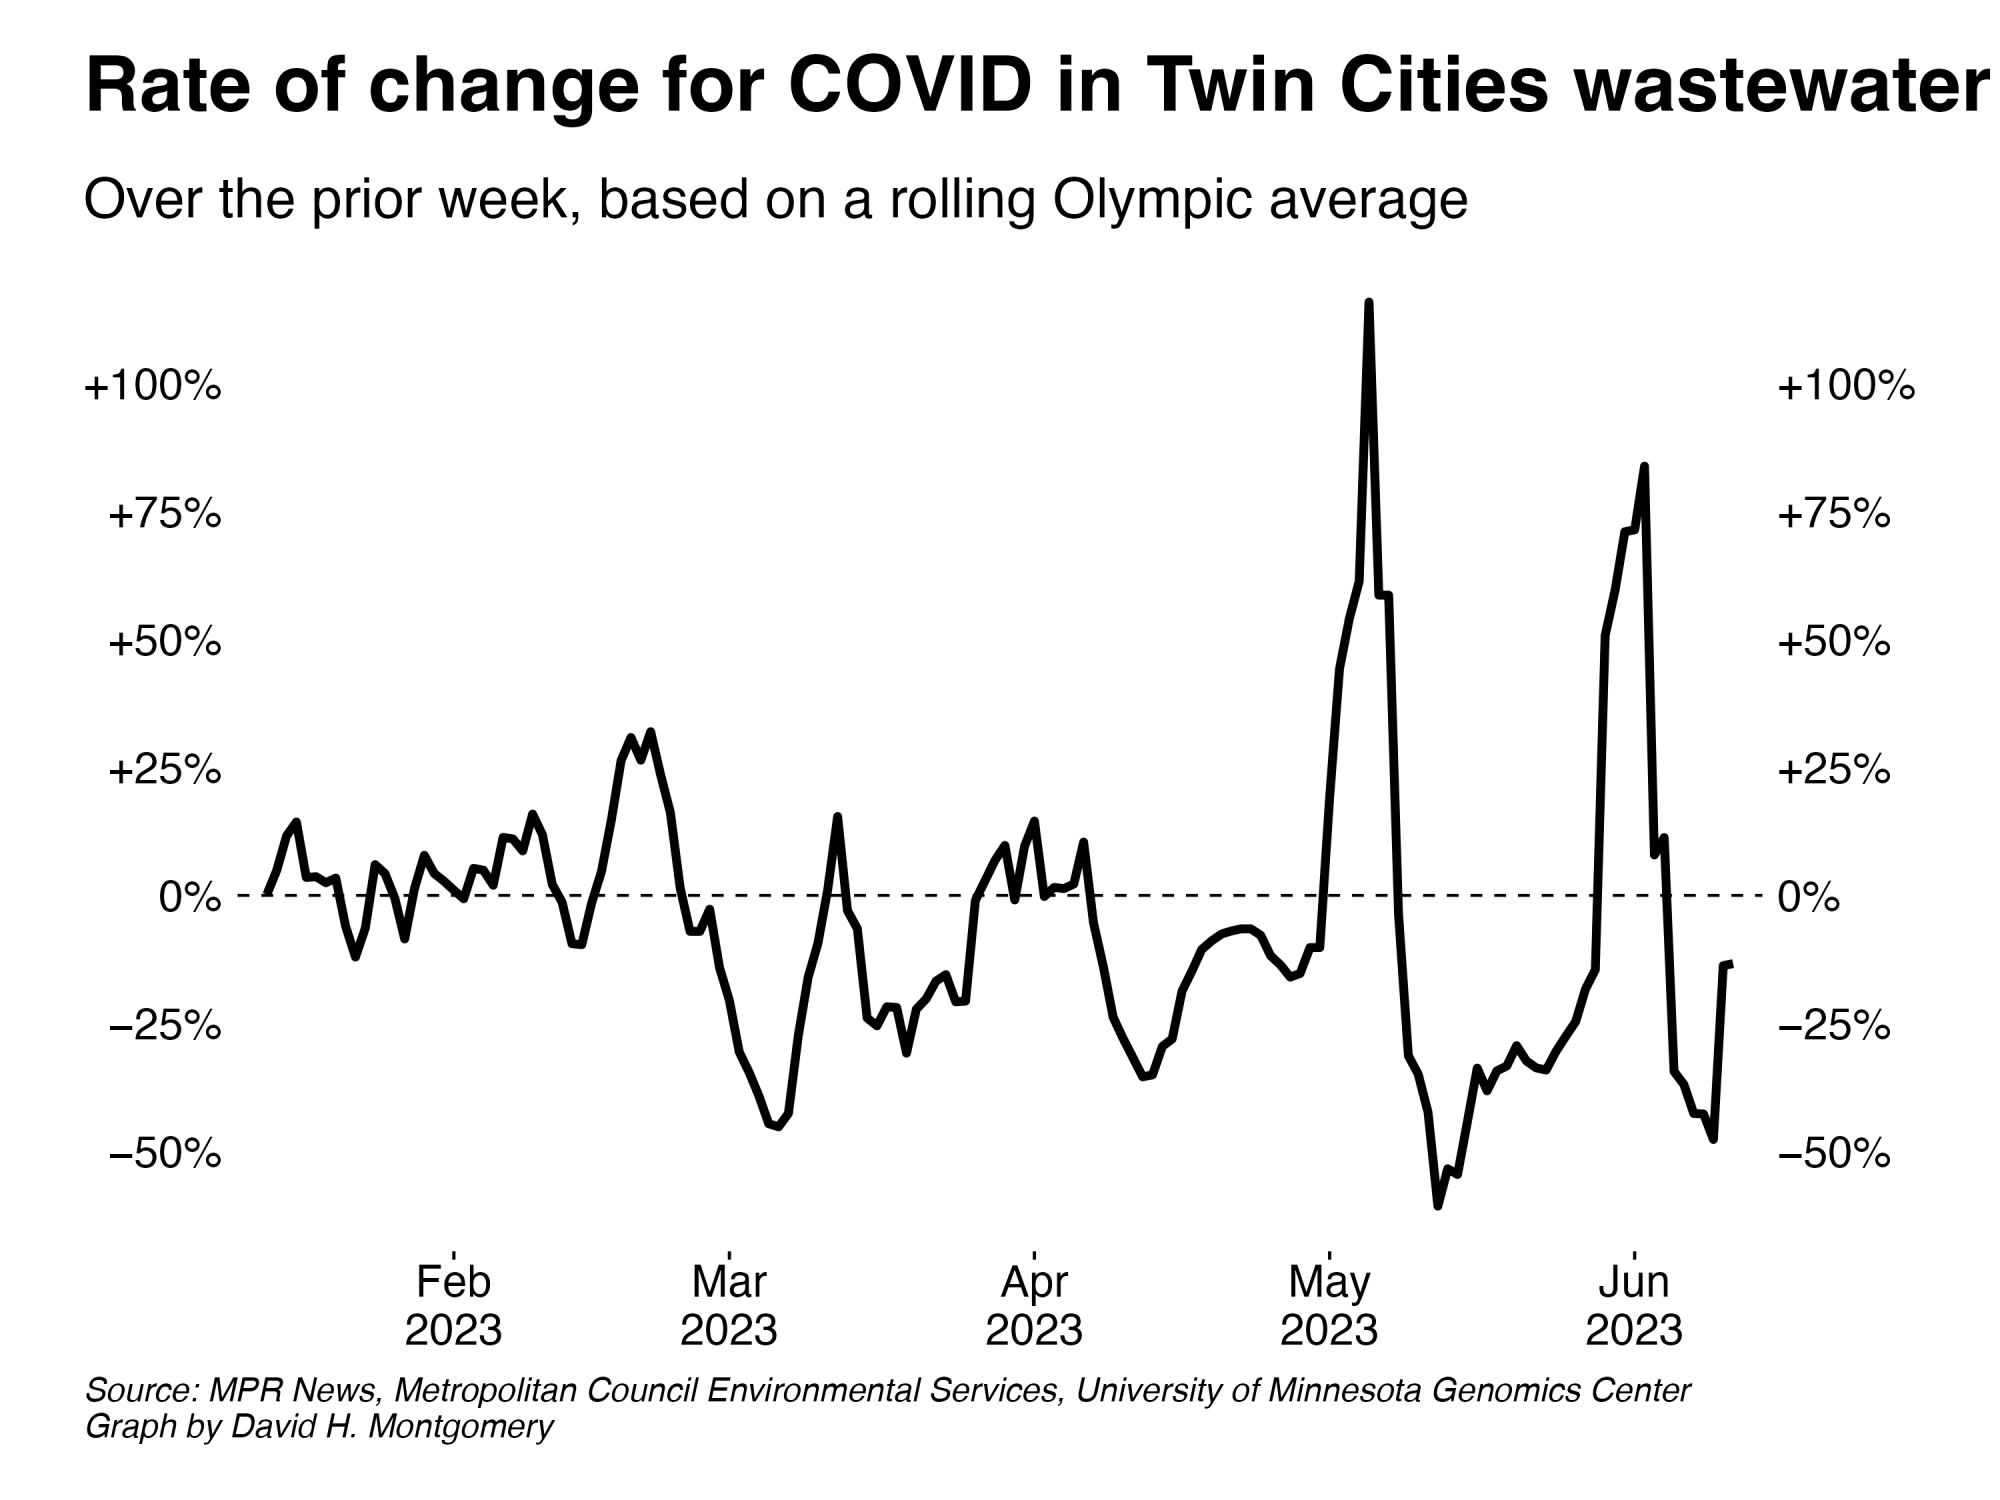 Rate of change for COVID in Twin Cities wastewater
Over the prior week, based on a rolling Olympic average
+100% +100%
+75% +75%
+50% +50%
+25% +25%
0% 0%
−25% −25%
−50% −50%
Feb Mar Apr May Jun
2023 2023 2023 2023 2023
Source: MPR News, Metropolitan Council Environmental Services, University of Minnesota Genomics Center
Graph by David H. Montgomery